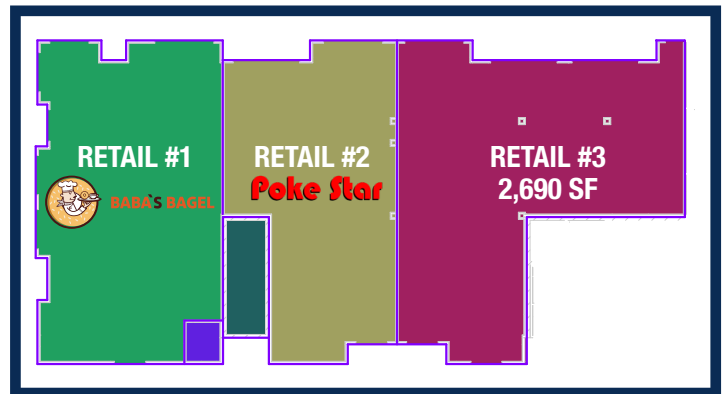 RETAIL #1
BABA'S BAGEL
RETAIL #2
Poke Star
RETAIL #3
2,690 SF